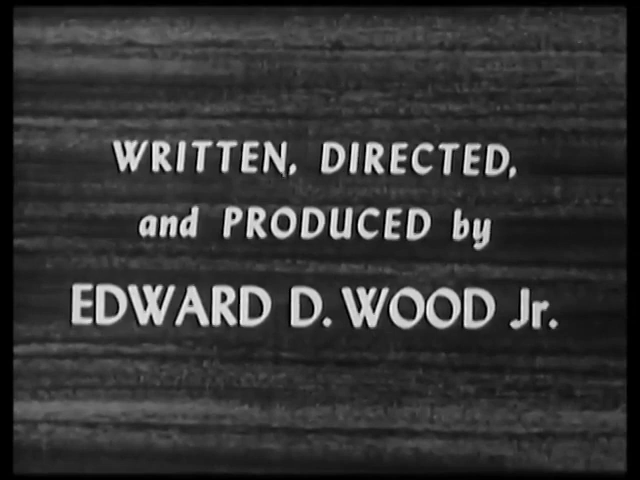 WRITTEN, DIRECTED,
and PRODUCED by
EDWARD D. WOOD Jr.